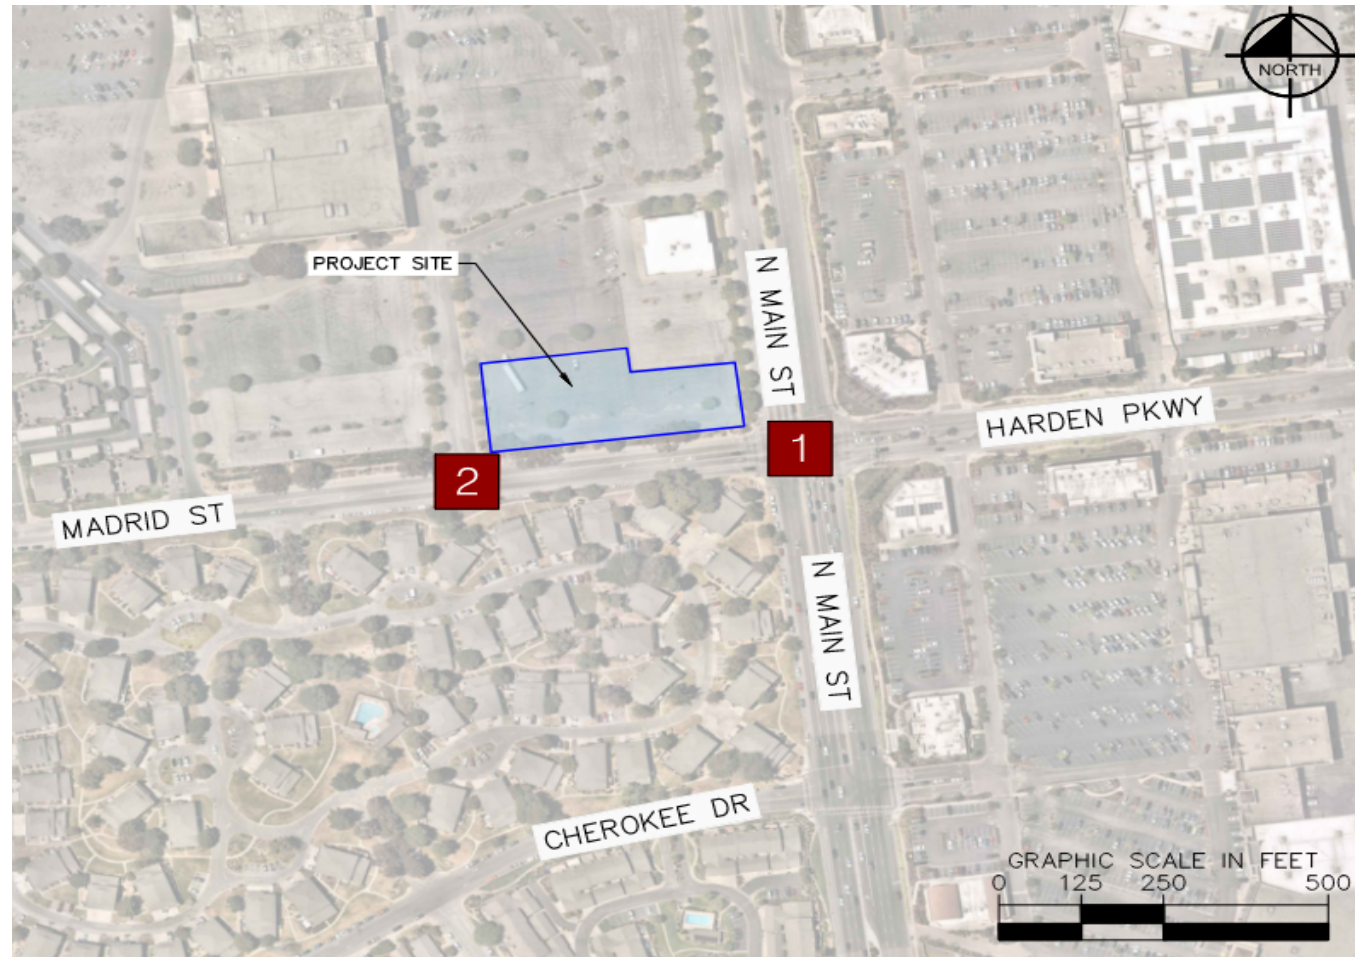 NORTH
PROJECT SITE
N MAIN ST
HARDEN PKWY
1
2
MADRID ST
N MAIN ST
CHEROKEE DR
GRAPHIC SCALE IN FEET
0 125 250 500